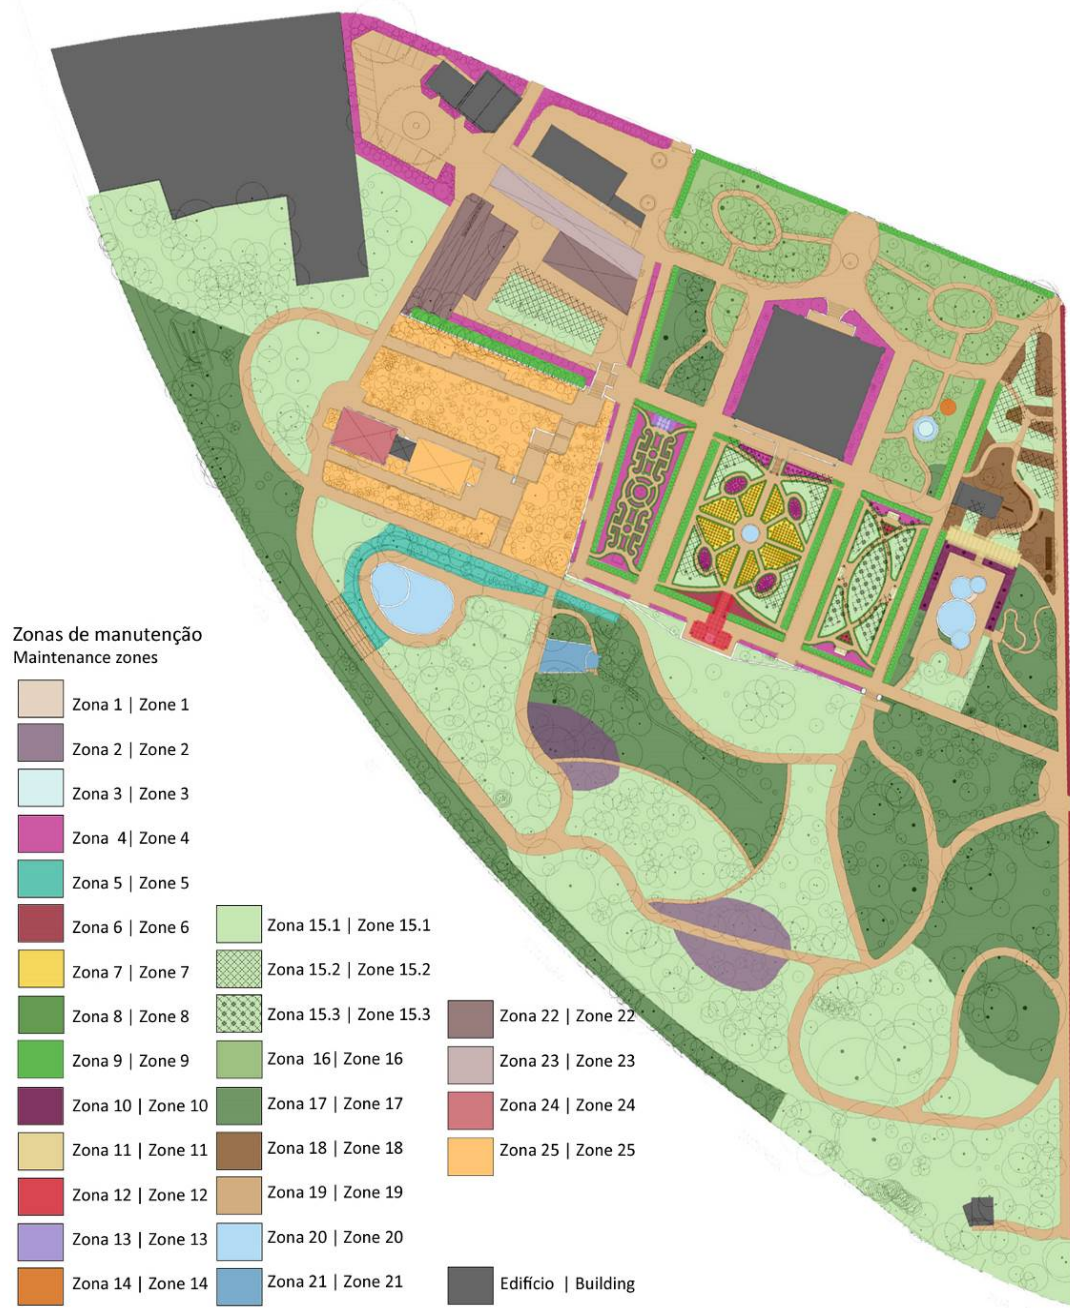 Zonas de manutenção
Maintenance zones
Zona 1 | Zone 1
Zona 2 | Zone 2
Zona 3 | Zone 3
Zona 4| Zone 4
Zona 5 | Zone 5
Zona 6 | Zone 6
Zona 7 | Zone 7
Zona 8 | Zone 8
Zona 9 | Zone 9
Zona 10 | Zone 10
Zona 11 | Zone 11
Zona 12 | Zone 12
Zona 13 | Zone 13
Zona 14 | Zone 14
Zona 15.1 | Zone 15.1
Zona 15.2 | Zone 15.2
Zona 15.3 | Zone 15.3
Zona 16| Zone 16
Zona 17 | Zone 17
Zona 18 | Zone 18
Zona 19 | Zone 19
Zona 20 | Zone 20
Zona 21 | Zone 21
Zona 22 | Zone 22
Zona 23 | Zone 23
Zona 24 | Zone 24
Zona 25 | Zone 25
Edifício | Building